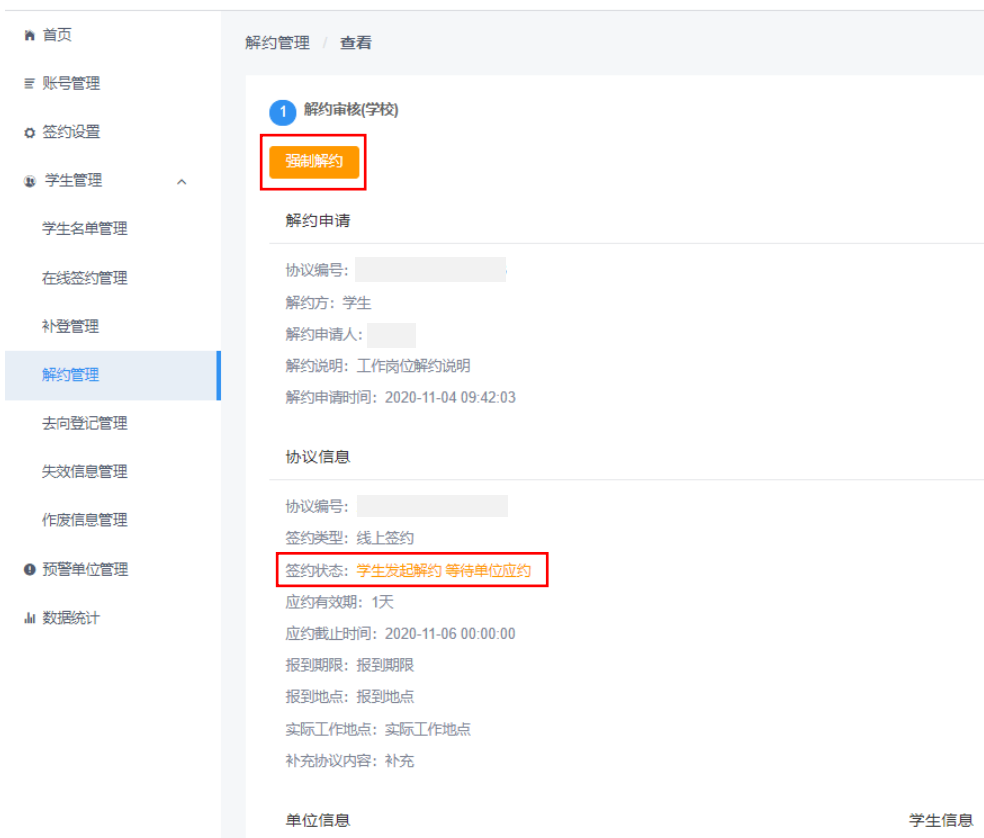 首页
账号管理
签约设置
学生管理
学生名单管理
在线签约管理
补登管理
解约管理
去向登记管理
失效信息管理
作废信息管理
预警单位管理
数据统计
解约管理 / 查看
1 解约审核(学校)
强制解约
解约申请
协议编号：
解约方：学生
解约申请人：
解约说明：工作岗位解约说明
解约申请时间：2020-11-04 09:42:03
协议信息
协议编号：
签约类型：线上签约
签约状态：学生发起解约 等待单位应约
应约有效期：1天
应约截止时间：2020-11-06 00:00:00
报到期限：报到期限
报到地点：报到地点
实际工作地点：实际工作地点
补充协议内容：补充
单位信息 学生信息